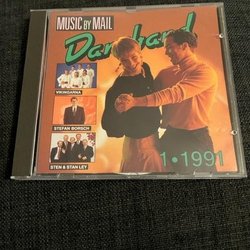 MUSIC BY MAIL
Dansband
VIKINGARNA
STEFAN BORSCH
STEN & STANLEY
1•1991